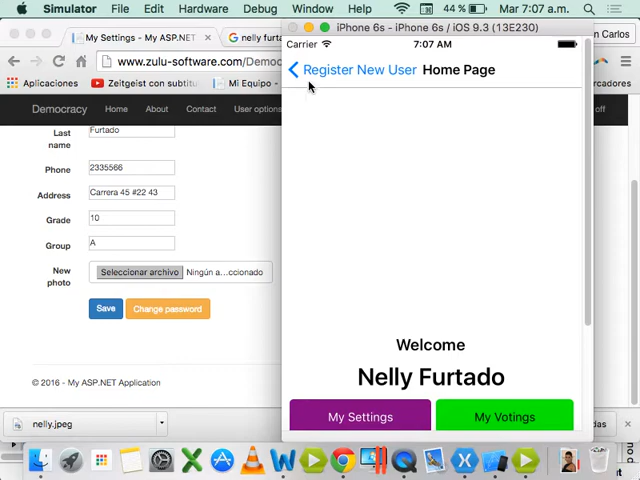 Simulator File Edit Hardware Debug Window 44 % Mar 7:07 a.m.
My Settings - My ASP.NET nelly furt
iPhone 6s - iPhone 6s / iOS 9.3 (13E230)
n Carlos
www.zulu-software.com/Democ
Carrier 7:07 AM
Aplicaciones Zeitgeist con subtitu Mi Equipo
Register New User Home Page
rcadores
Democracy Home About Contact User options
off
Last name
Furtado
Phone
2335566
Address
Carrera 45 #22 43
Grade
10
Group
A
New photo
Seleccionar archivo Ningún a...ccionado
Save Change password
Welcome
Nelly Furtado
My Settings My Votings
© 2016 - My ASP.NET Application
nelly.jpeg
das